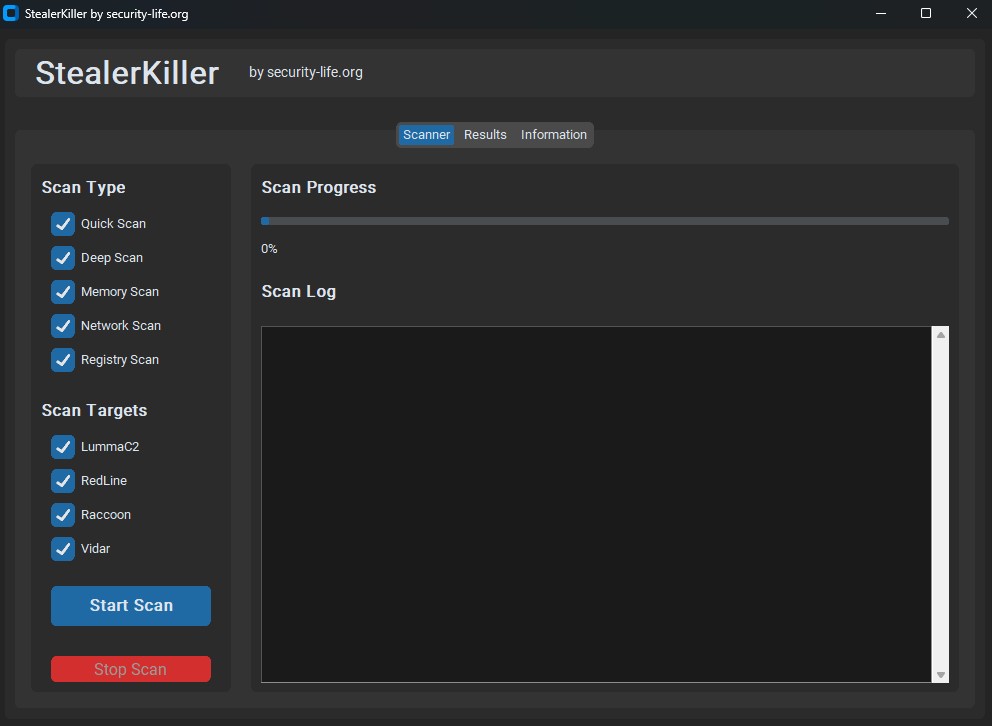 StealerKiller by security-life.org
StealerKiller by security-life.org
Scanner Results Information
Scan Type
Quick Scan
Deep Scan
Memory Scan
Network Scan
Registry Scan
Scan Targets
LummaC2
RedLine
Raccoon
Vidar
Start Scan
Stop Scan
Scan Progress
0%
Scan Log